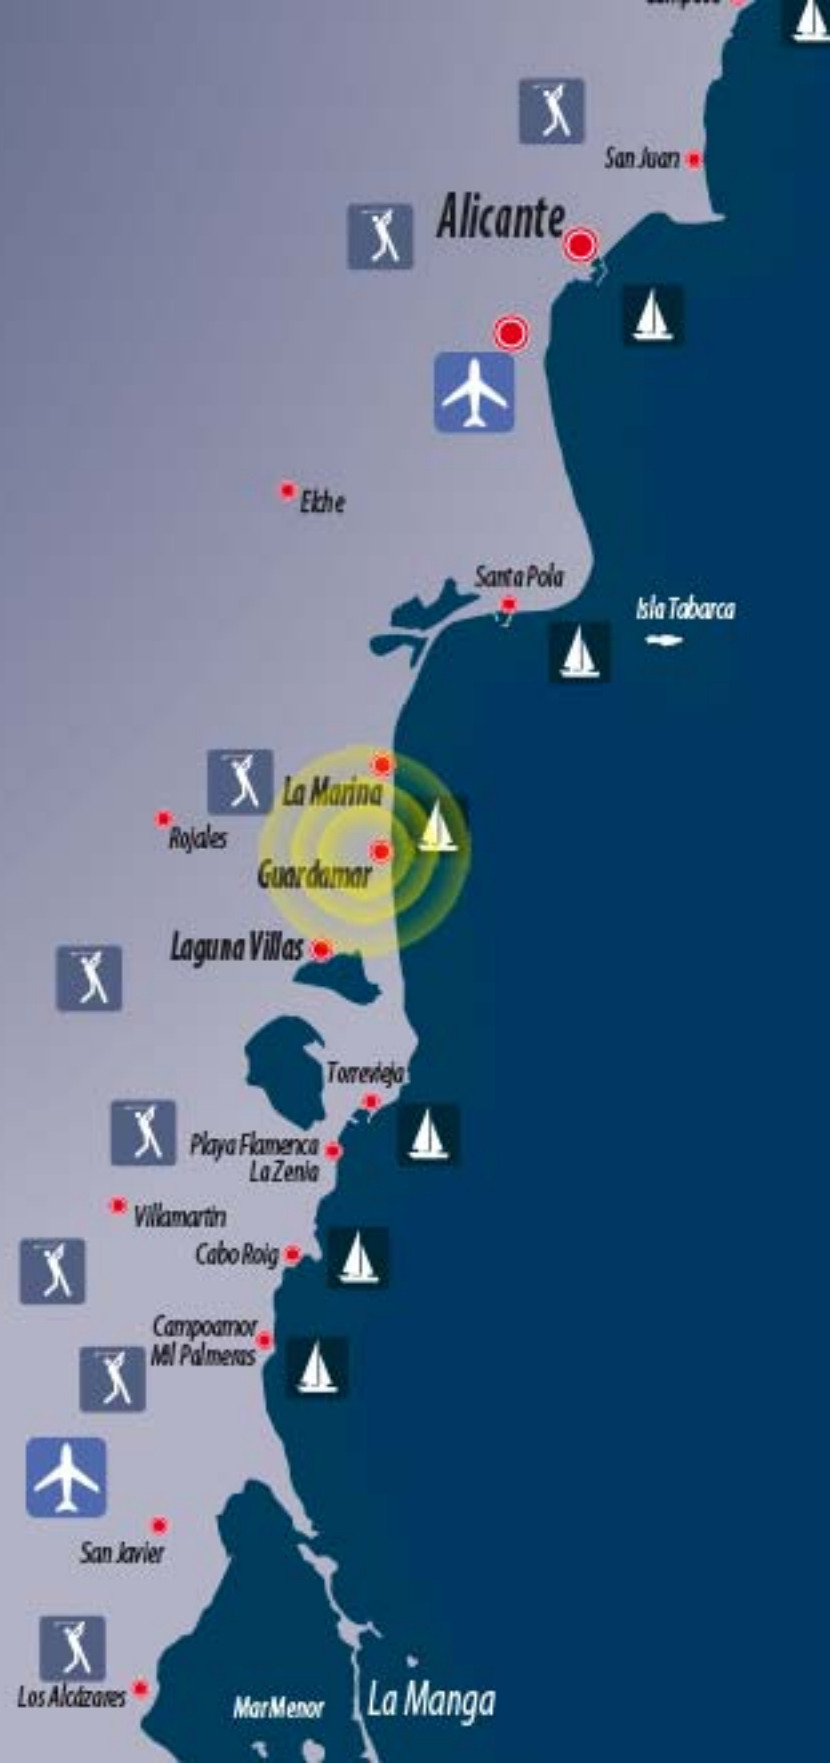 San Juan
Alicante
Elche
Santa Pola
Isla Tabarca
La Marina
Rojales
Guardamar
Laguna Villas
Torrevieja
Playa Flamenca
La Zenia
Villamartin
Cabo Roig
Campoamor
Mil Palmeras
San Javier
Los Alcázares
Mar Menor
La Manga